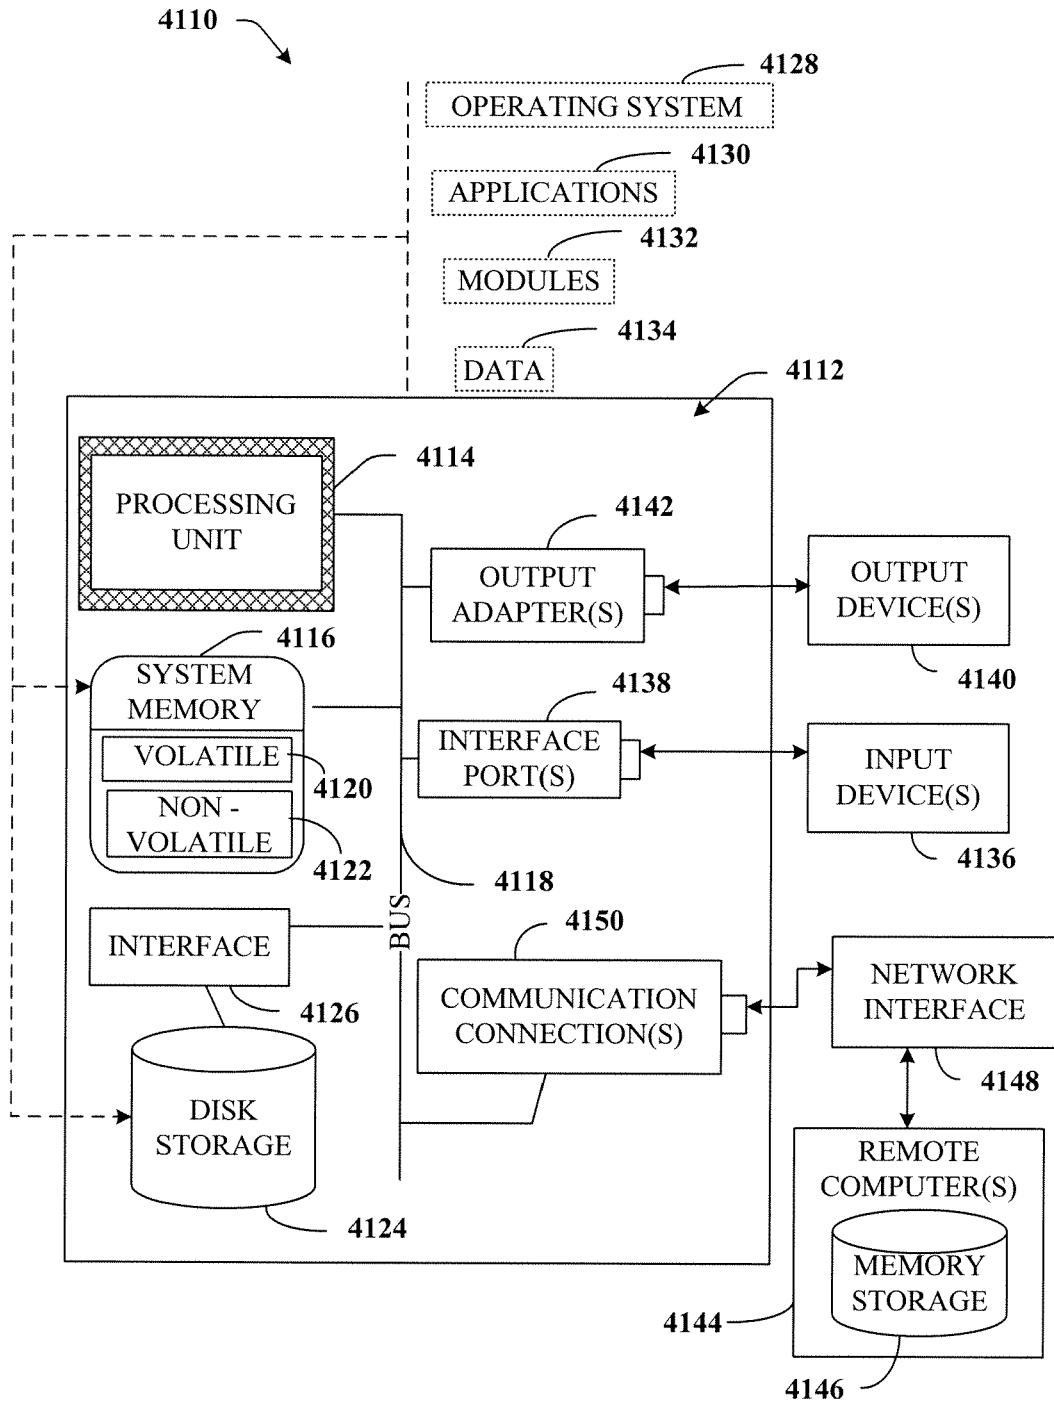 4110
4128
OPERATING SYSTEM
4130
APPLICATIONS
4132
MODULES
4134
DATA
4112
4114
PROCESSING
UNIT
4142
OUTPUT
ADAPTER(S)
OUTPUT
DEVICE(S)
4140
4116
SYSTEM
MEMORY
VOLATILE
4120
NON -
VOLATILE
4122
4138
INTERFACE
PORT(S)
INPUT
DEVICE(S)
4136
4118
BUS
INTERFACE
4126
4150
COMMUNICATION
CONNECTION(S)
NETWORK
INTERFACE
4148
DISK
STORAGE
4124
REMOTE
COMPUTER(S)
MEMORY
STORAGE
4144
4146